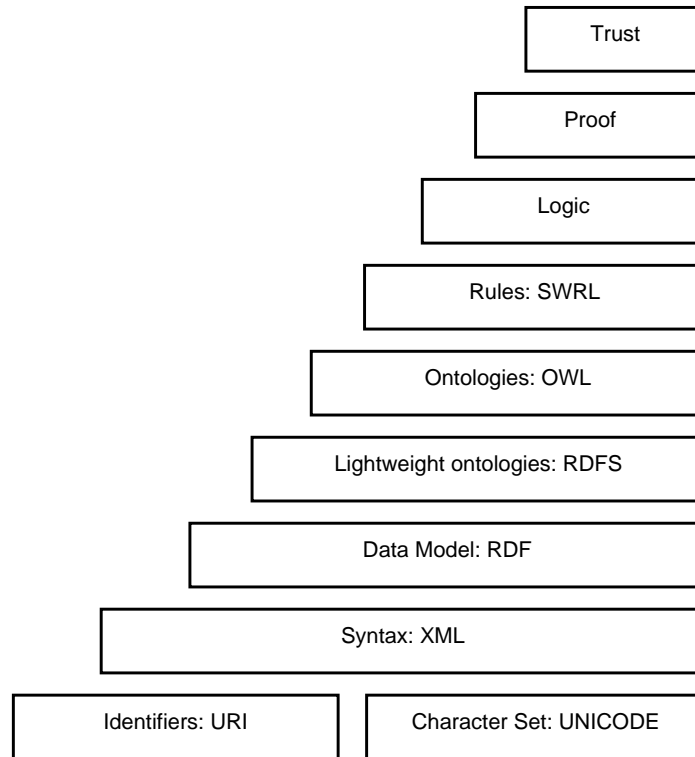 Trust
Proof
Logic
Rules: SWRL
Ontologies: OWL
Lightweight ontologies: RDFS
Data Model: RDF
Syntax: XML
Identifiers: URI
Character Set: UNICODE